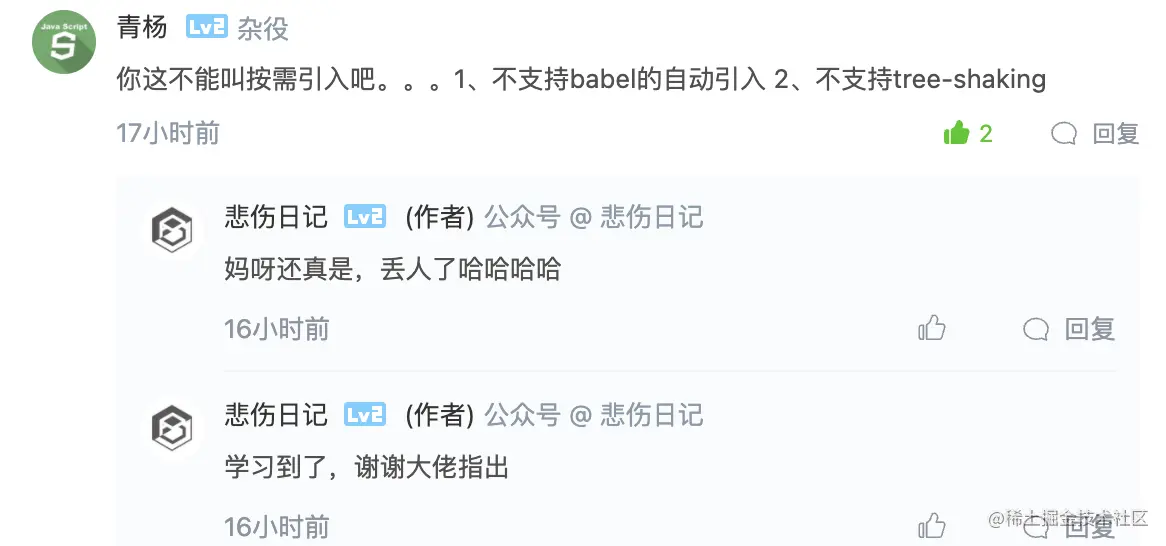 Java Script
S
青杨 Lv2 杂役
你这不能叫按需引入吧。。。1、不支持babel的自动引入 2、不支持tree-shaking
17小时前 2 回复
悲伤日记 Lv2 (作者) 公众号 @ 悲伤日记
妈呀还真是，丢人了哈哈哈哈
16小时前 回复
悲伤日记 Lv2 (作者) 公众号 @ 悲伤日记
学习到了，谢谢大佬指出
16小时前 回复
@稀土掘金技术社区